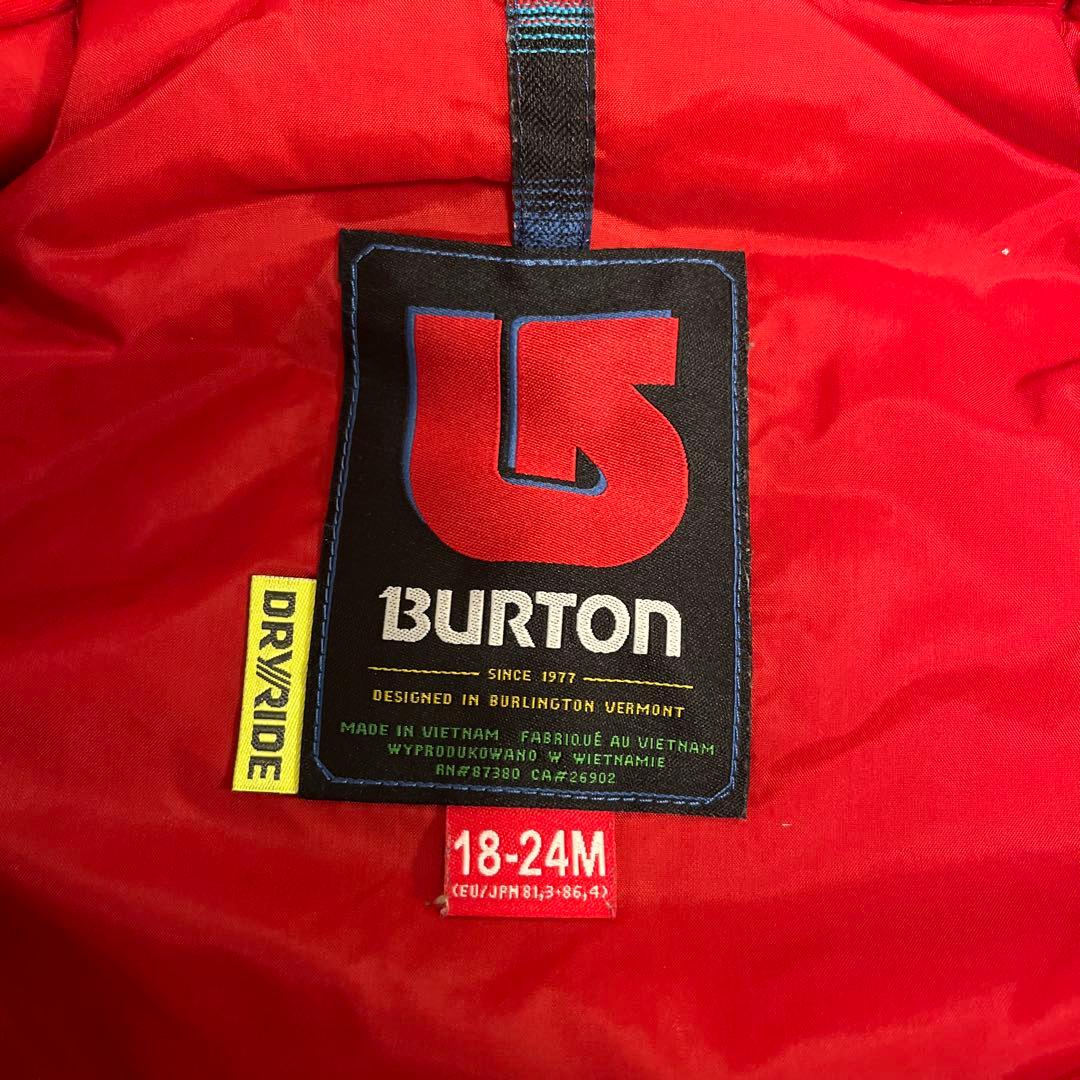 BURTON
SINCE 1977
DESIGNED IN BURLINGTON VERMONT
MADE IN VIETNAM FABRIQUÉ AU VIETNAM
WYPRODUKOWANO W WIETNAMIE
RN#87380 CA#26902
DRY//RIDE
18-24M
(EU/JPN 81,3-86,4)